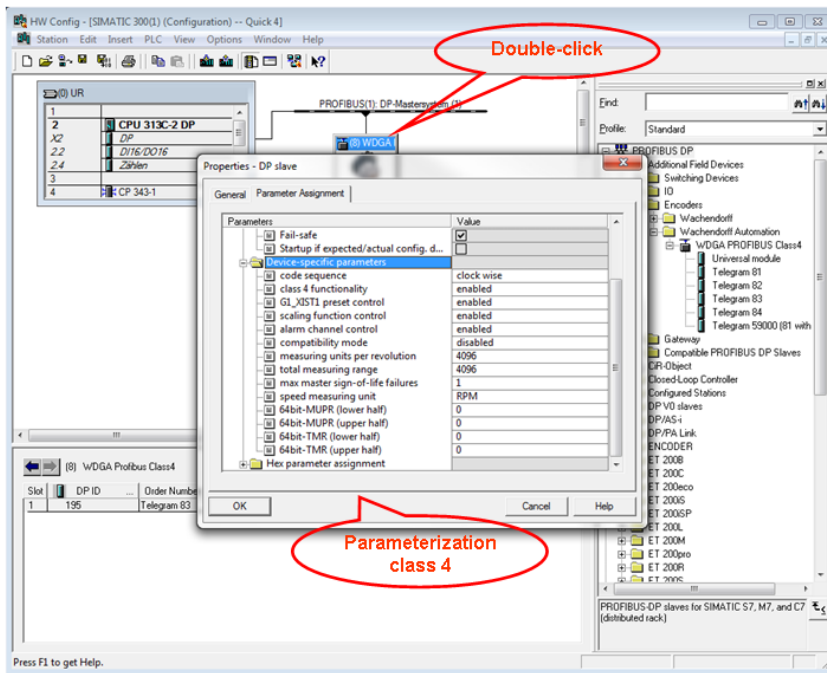 HW Config - [SIMATIC 300(1) (Configuration) -- Quick 4]
Station Edit Insert PLC View Options Window Help
Double-click
(0) UR
1
2 CPU 313C-2 DP
X2 DP
2.2 DI16/DO16
2.4 Zählen
3
4 CP 343-1
PROFIBUS(1): DP-Mastersystem (1)
(8) WDGA
Find:
Profile: Standard
PROFIBUS DP
Additional Field Devices
Switching Devices
IO
Encoders
Wachendorff
Wachendorff Automation
WDGA PROFIBUS Class4
Universal module
Telegram 81
Telegram 82
Telegram 83
Telegram 84
Telegram 59000 (81 with
Gateway
Compatible PROFIBUS DP Slaves
CiR-Object
Closed-Loop Controller
Configured Stations
DP V0 slaves
DP/AS-i
DP/PA Link
ENCODER
ET 200B
ET 200C
ET 200eco
ET 200iS
ET 200iSP
ET 200L
ET 200M
ET 200pro
ET 200R
ET 200S
PROFIBUS-DP slaves for SIMATIC S7, M7, and C7
(distributed rack)
Properties - DP slave
General Parameter Assignment
Parameters Value
Fail-safe
Startup if expected/actual config. d...
Device-specific parameters
code sequence clock wise
class 4 functionality enabled
G1_XIST1 preset control enabled
scaling function control enabled
alarm channel control enabled
compatibility mode disabled
measuring units per revolution 4096
total measuring range 4096
max master sign-of-life failures 1
speed measuring unit RPM
64bit-MUPR (lower half) 0
64bit-MUPR (upper half) 0
64bit-TMR (lower half) 0
64bit-TMR (upper half) 0
Hex parameter assignment
OK Cancel Help
Parameterization
class 4
(8) WDGA Profibus Class4
Slot DP ID ... Order Number
1 195 Telegram 83
Press F1 to get Help.